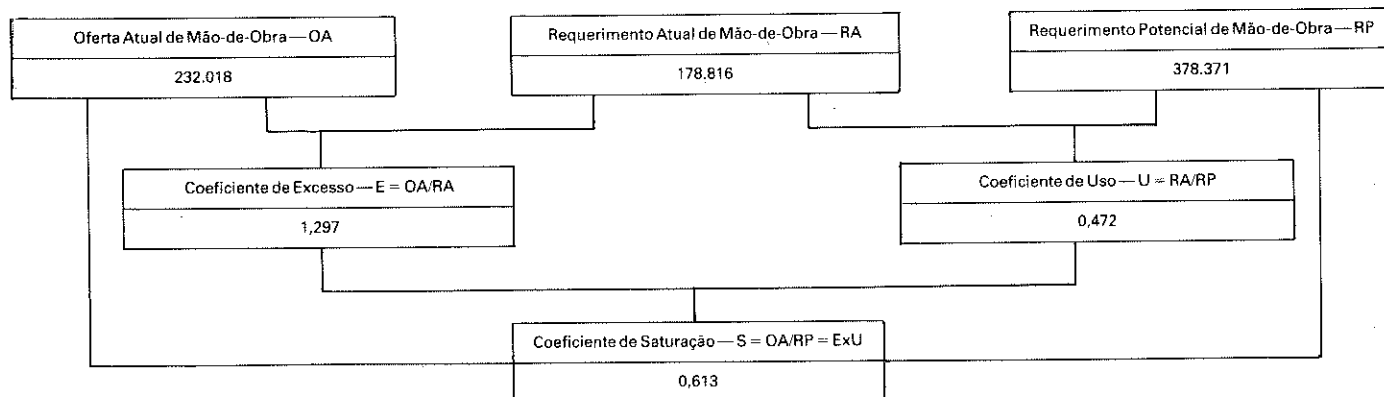 Oferta Atual de Mão-de-Obra — OA
232.018
Requerimento Atual de Mão-de-Obra — RA
178.816
Requerimento Potencial de Mão-de-Obra — RP
378.371
Coeficiente de Excesso — E = OA/RA
1,297
Coeficiente de Uso — U = RA/RP
0,472
Coeficiente de Saturação — S = OA/RP = ExU
0,613